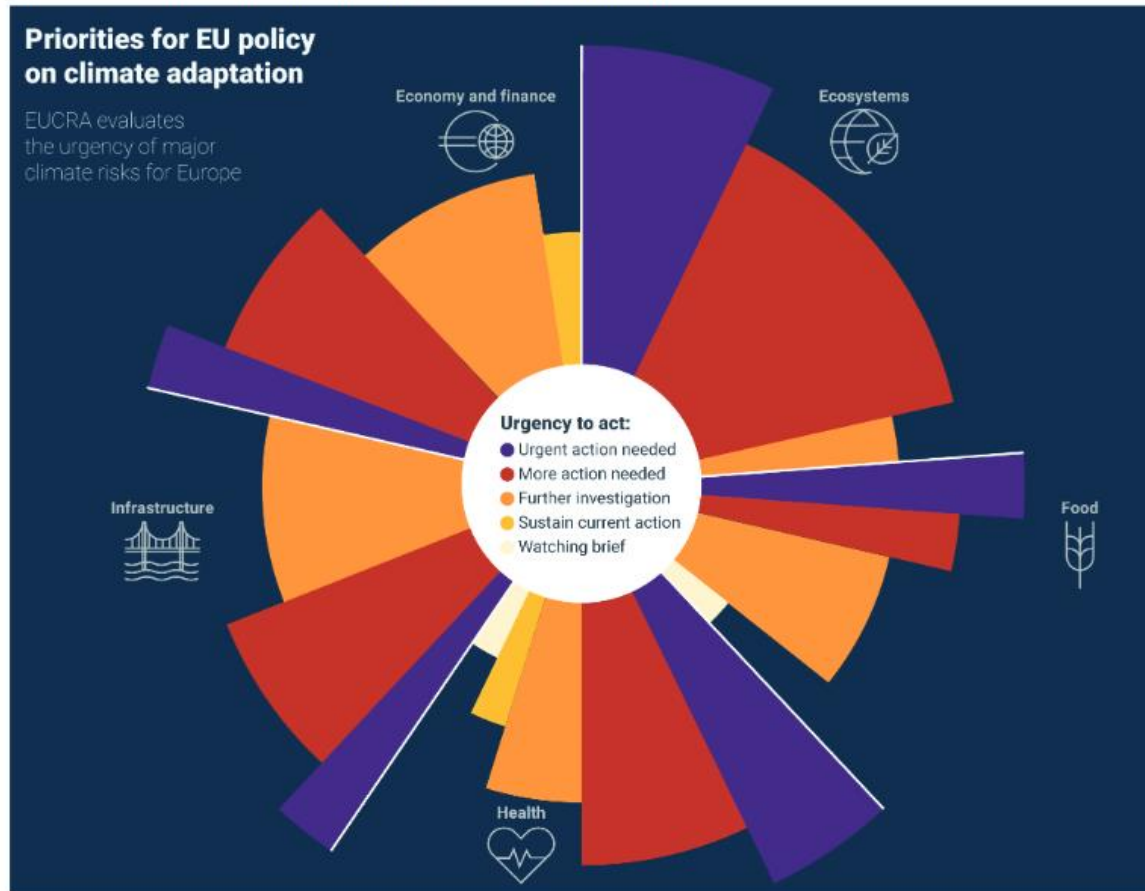 Priorities for EU policy
on climate adaptation
EUCRA evaluates
the urgency of major
climate risks for Europe
Economy and finance
Ecosystems
Urgency to act:
Urgent action needed
More action needed
Further investigation
Sustain current action
Watching brief
Infrastructure
Food
Health